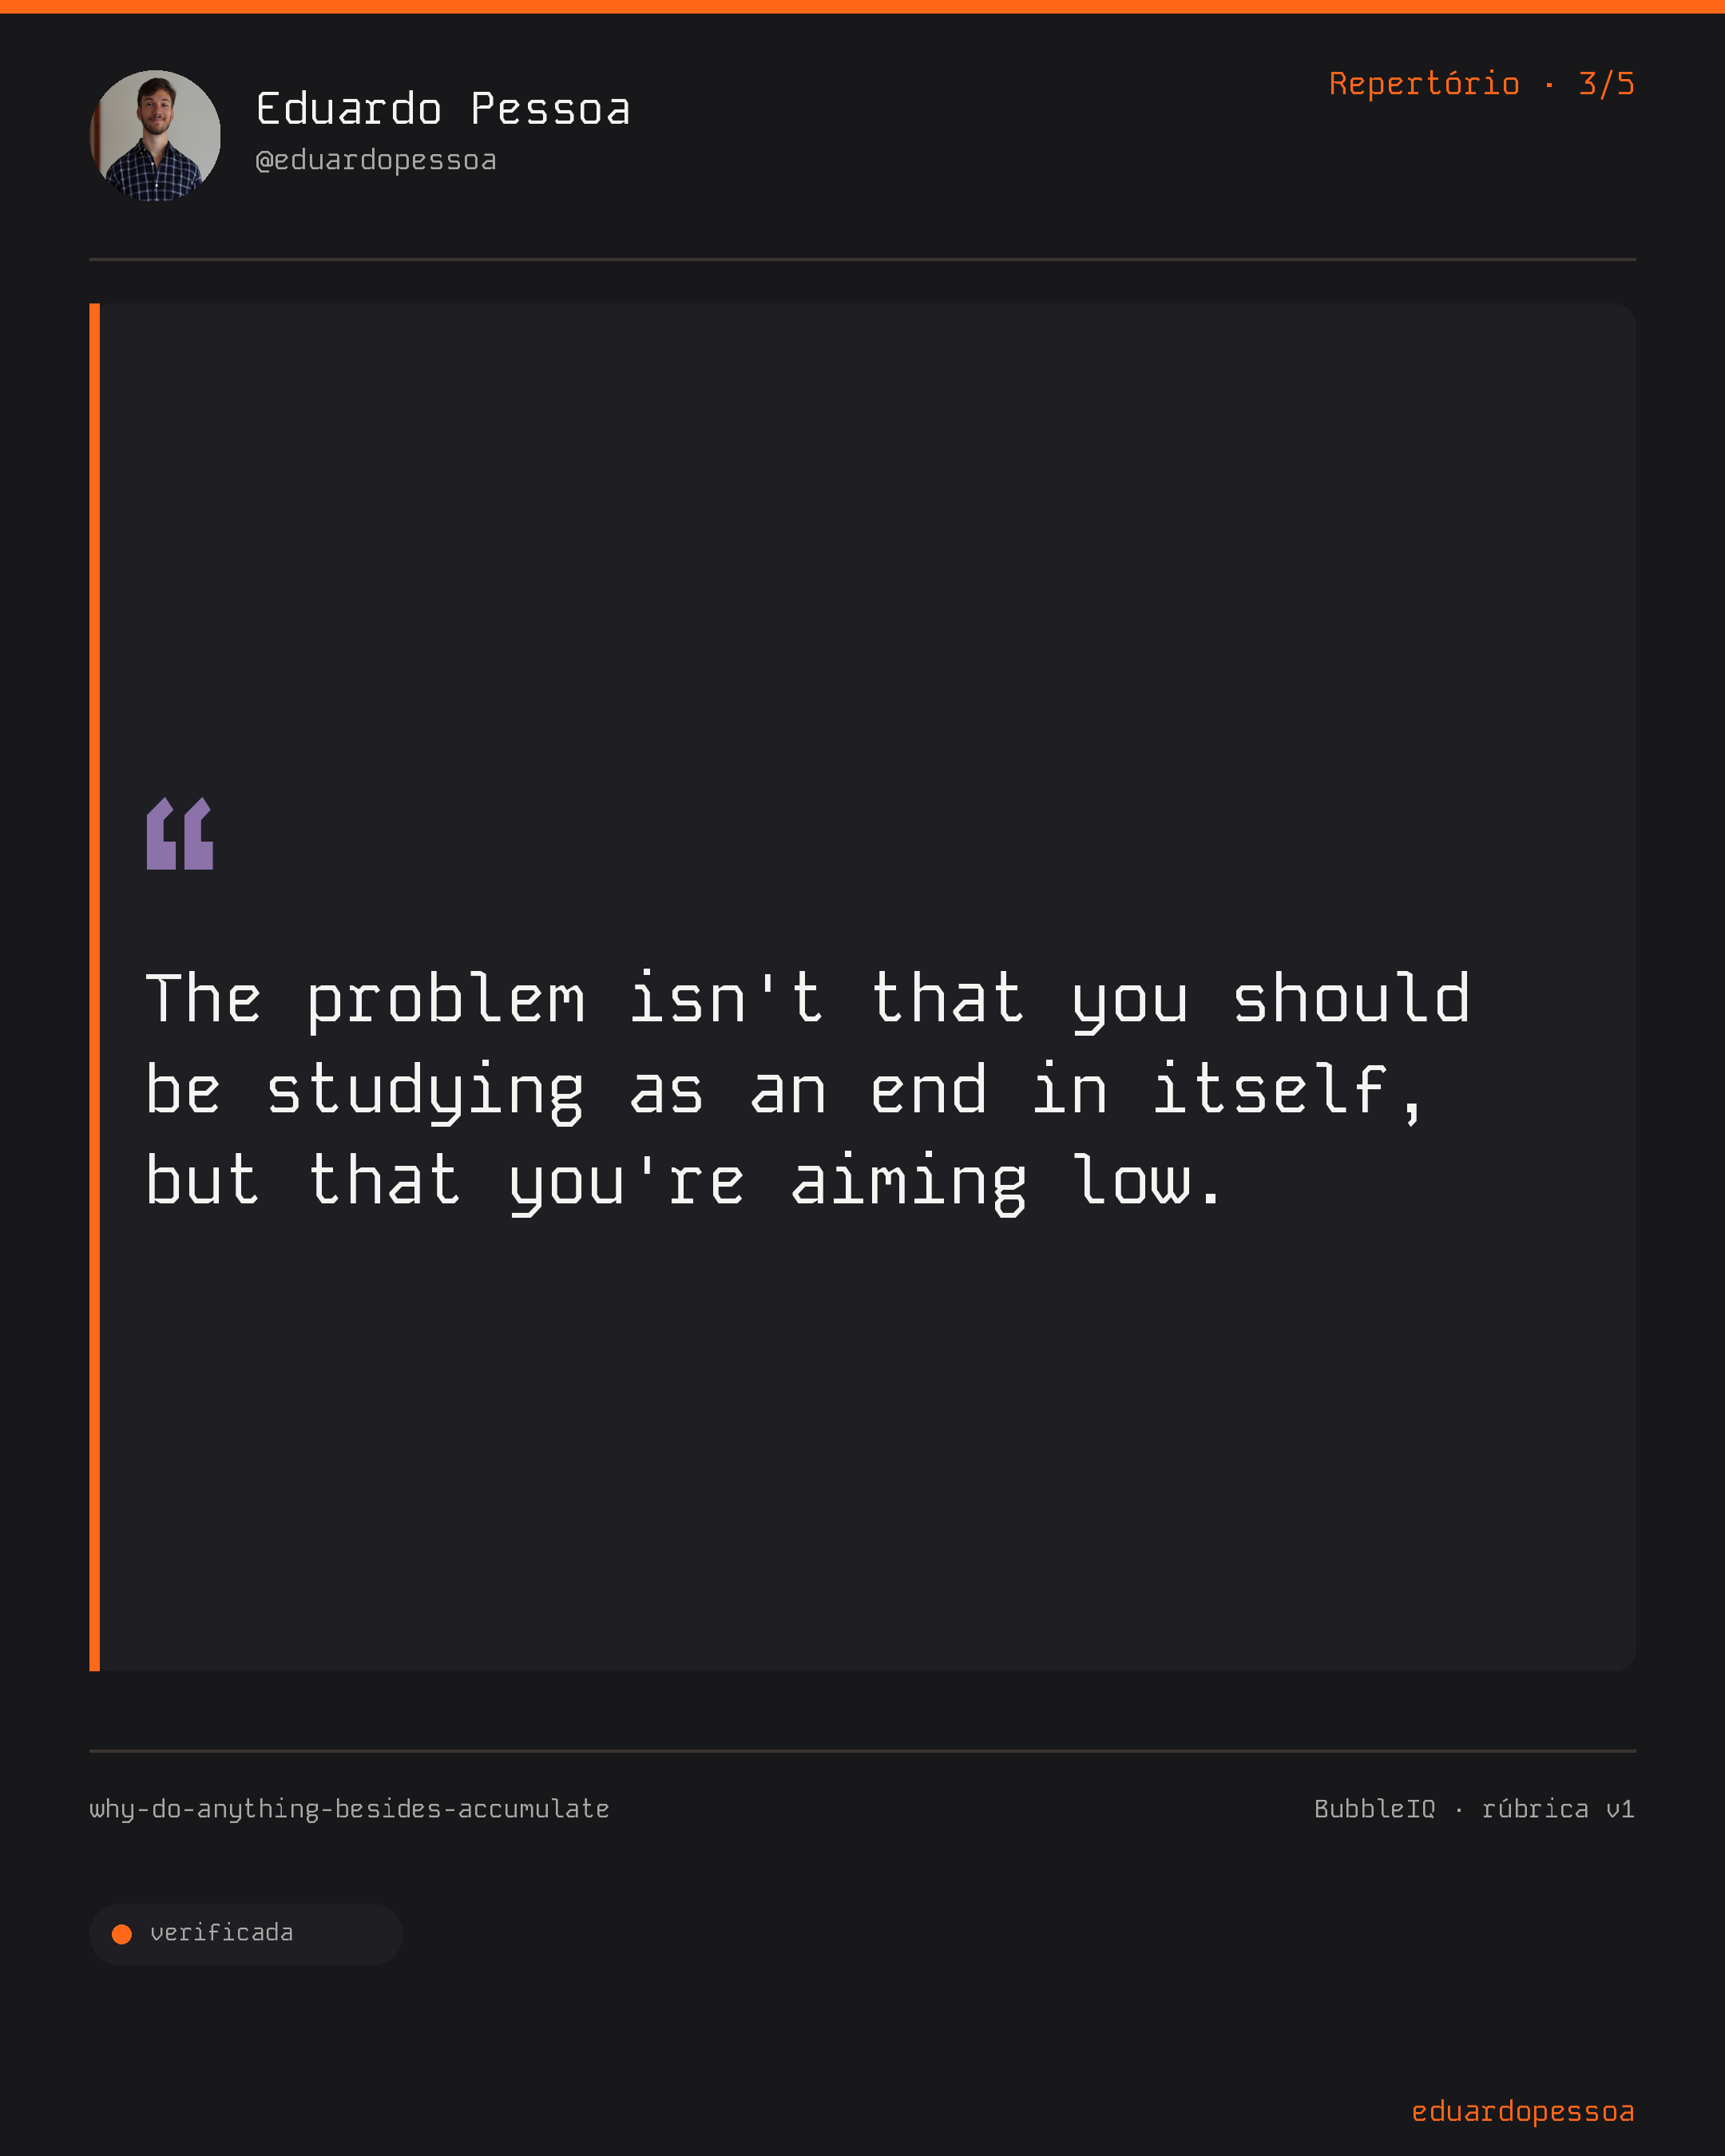 Eduardo Pessoa
@eduardopessoa
Repertório · 3/5
“
The problem isn't that you should
be studying as an end in itself,
but that you're aiming low.
why-do-anything-besides-accumulate
BubbleIQ · rúbrica v1
verificada
eduardopessoa